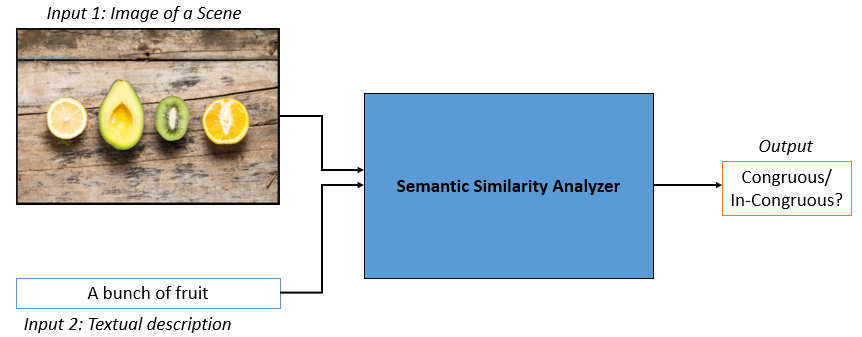 Input 1: Image of a Scene
Semantic Similarity Analyzer
Output
Congruous/
In-Congruous?
A bunch of fruit
Input 2: Textual description